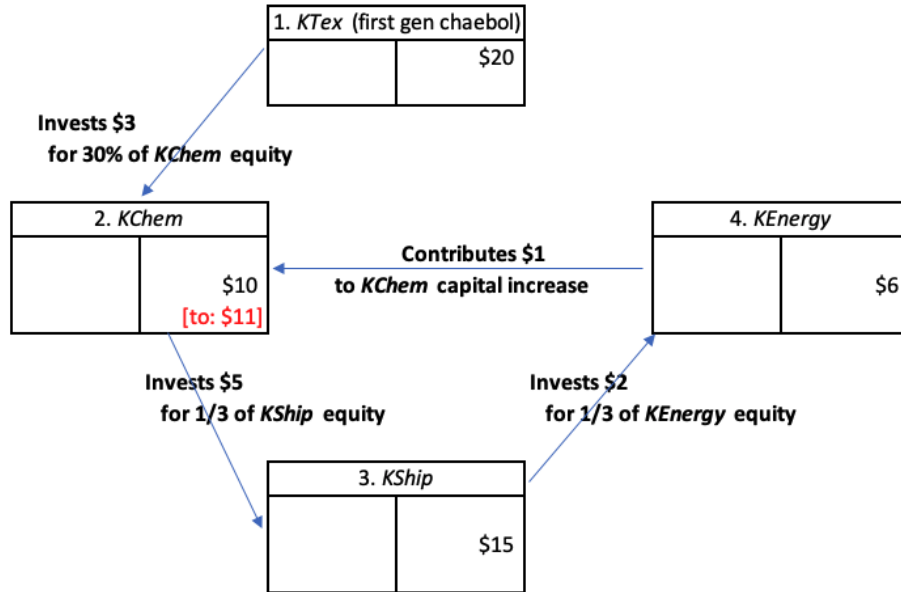 1. KTex (first gen chaebol)
$20
Invests $3
for 30% of KChem equity
2. KChem
$10
[to: $11]
Contributes $1
to KChem capital increase
4. KEnergy
$6
Invests $5
for 1/3 of KShip equity
Invests $2
for 1/3 of KEnergy equity
3. KShip
$15